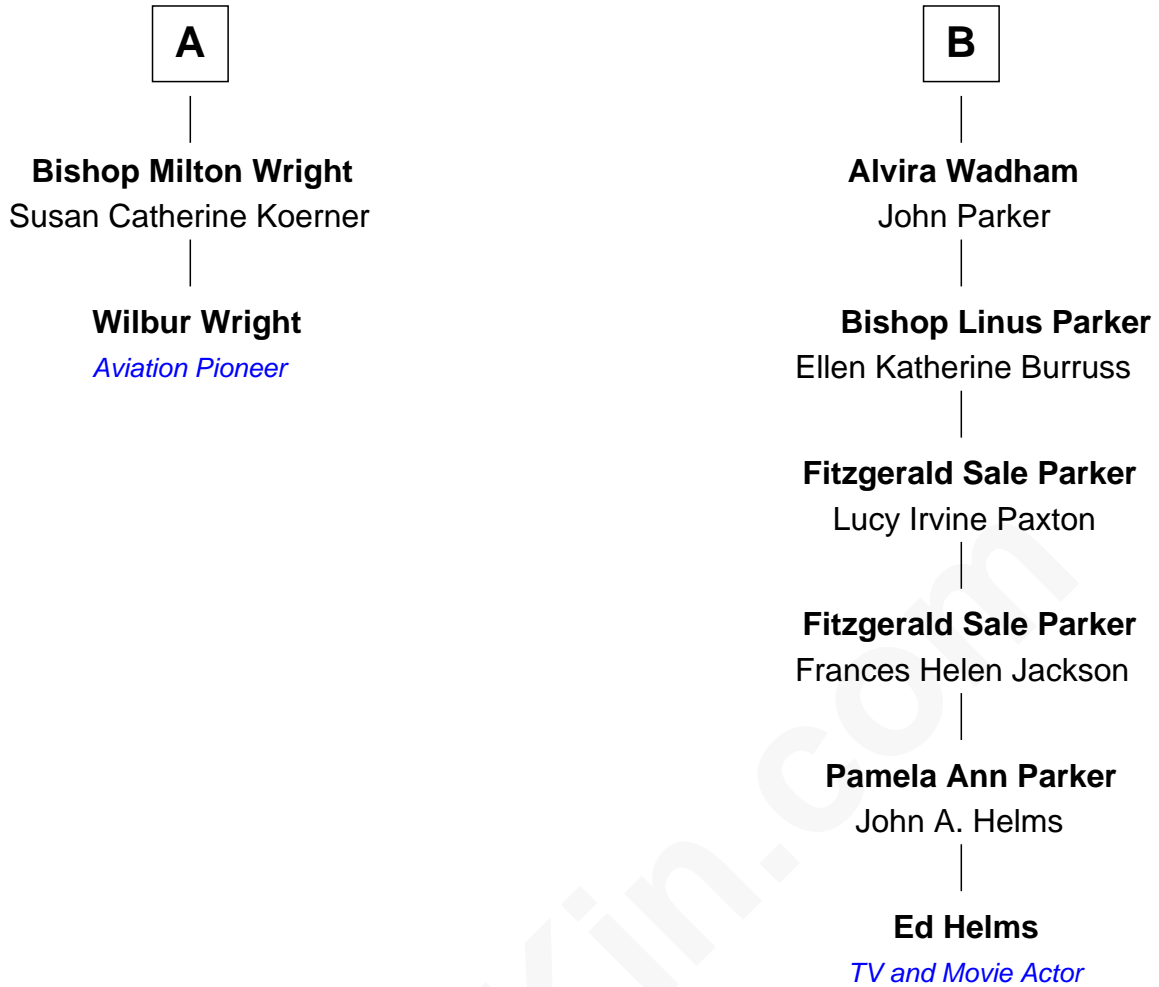 A
Bishop Milton Wright
Susan Catherine Koerner
Wilbur Wright
Aviation Pioneer
B
Alvira Wadham
John Parker
Bishop Linus Parker
Ellen Katherine Burruss
Fitzgerald Sale Parker
Lucy Irvine Paxton
Fitzgerald Sale Parker
Frances Helen Jackson
Pamela Ann Parker
John A. Helms
Ed Helms
TV and Movie Actor
Kin.com